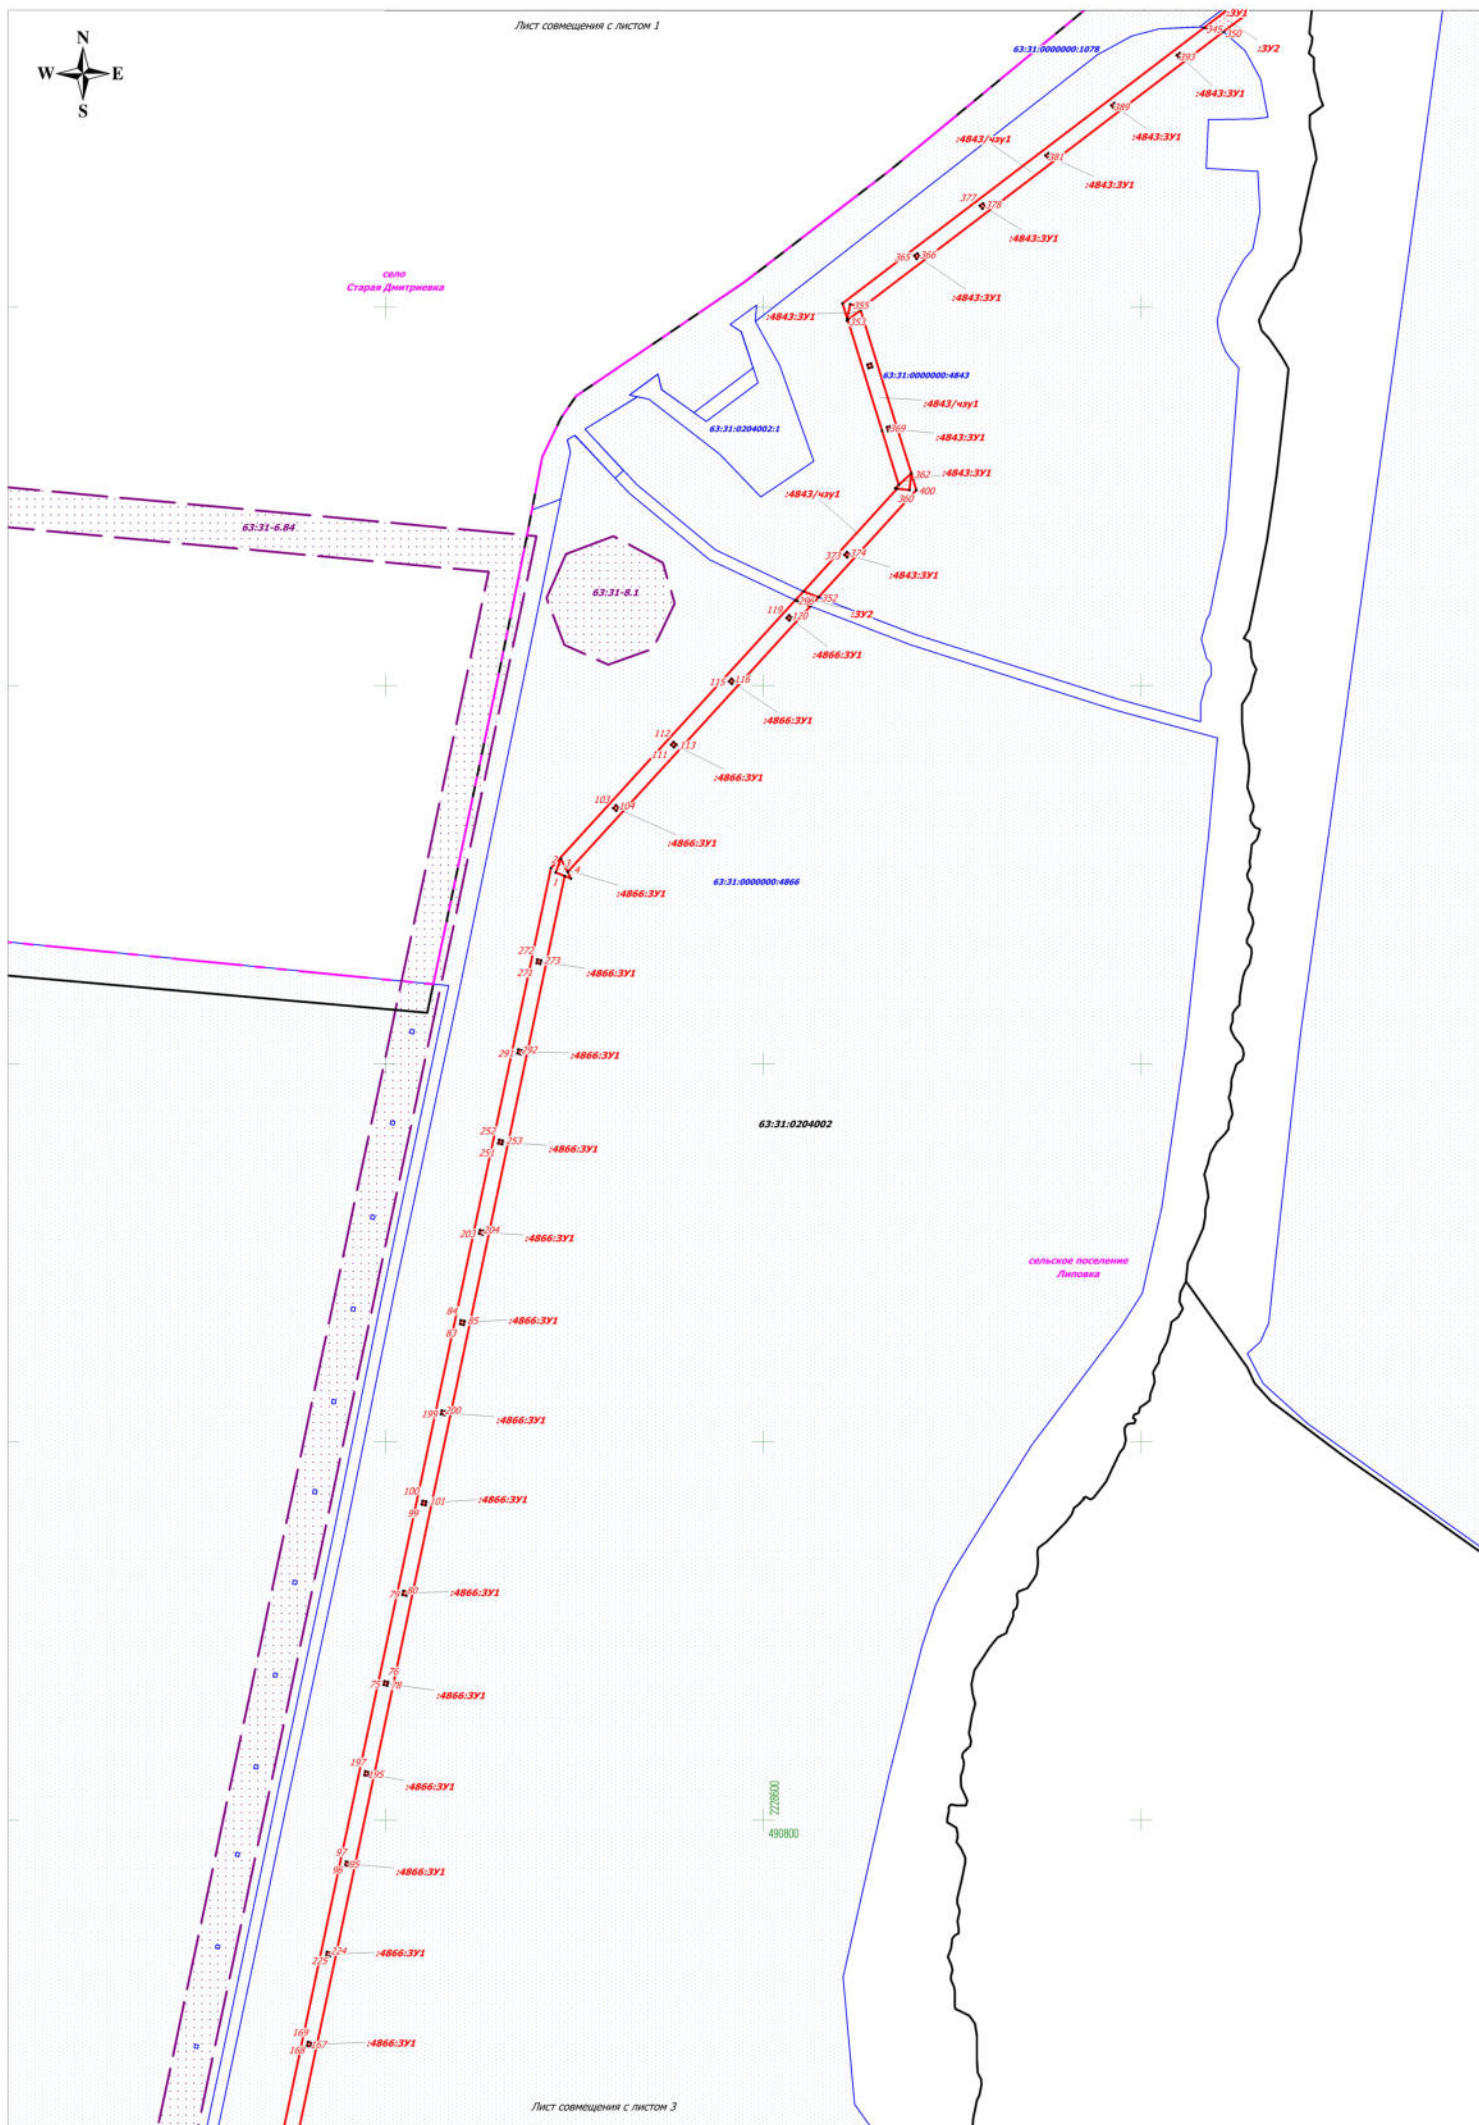 Лист совмещения с листом 1
N
W E
S
:ЗУ1
345
350
:ЗУ2
63:31:0000000:1078
393
:4843:ЗУ1
389
:4843:ЗУ1
:4843/чзу1
381
:4843:ЗУ1
377
378
:4843:ЗУ1
365
366
:4843:ЗУ1
село
Старая Дмитриевка
355
:4843:ЗУ1
353
63:31:0000000:4843
:4843/чзу1
63:31:0204002:1
369
:4843:ЗУ1
362
:4843:ЗУ1
:4843/чзу1
360
400
63:31-6.84
373
374
:4843:ЗУ1
63:31-8.1
296
352
119
120
:ЗУ2
:4866:ЗУ1
115
116
:4866:ЗУ1
112
111
113
:4866:ЗУ1
103
104
:4866:ЗУ1
2
3
4
1
63:31:0000000:4866
:4866:ЗУ1
272
271
273
:4866:ЗУ1
291
292
:4866:ЗУ1
63:31:0204002
252
251
253
:4866:ЗУ1
203
204
:4866:ЗУ1
сельское поселение
Липовка
84
83
85
:4866:ЗУ1
199
200
:4866:ЗУ1
100
99
101
:4866:ЗУ1
79
80
:4866:ЗУ1
76
75
78
:4866:ЗУ1
197
195
:4866:ЗУ1
2228600
490800
97
96
95
:4866:ЗУ1
225
224
:4866:ЗУ1
169
168
167
:4866:ЗУ1
Лист совмещения с листом 3